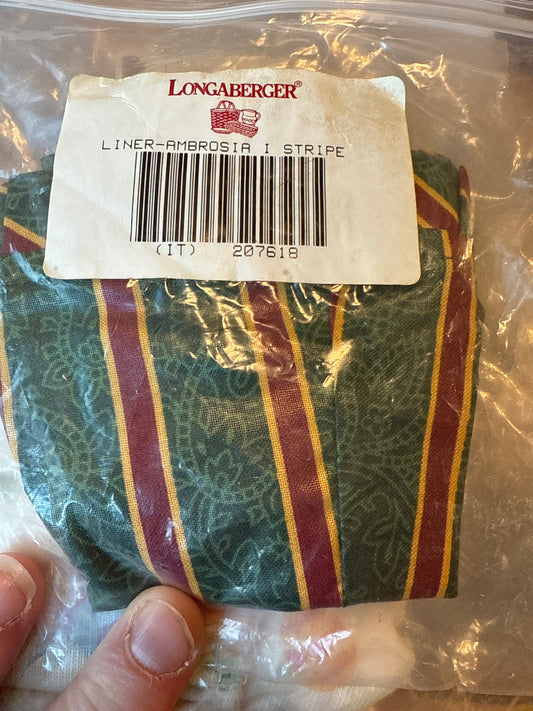 LONGABERGER®
LINER-AMBROSIA I STRIPE
(IT) 207618